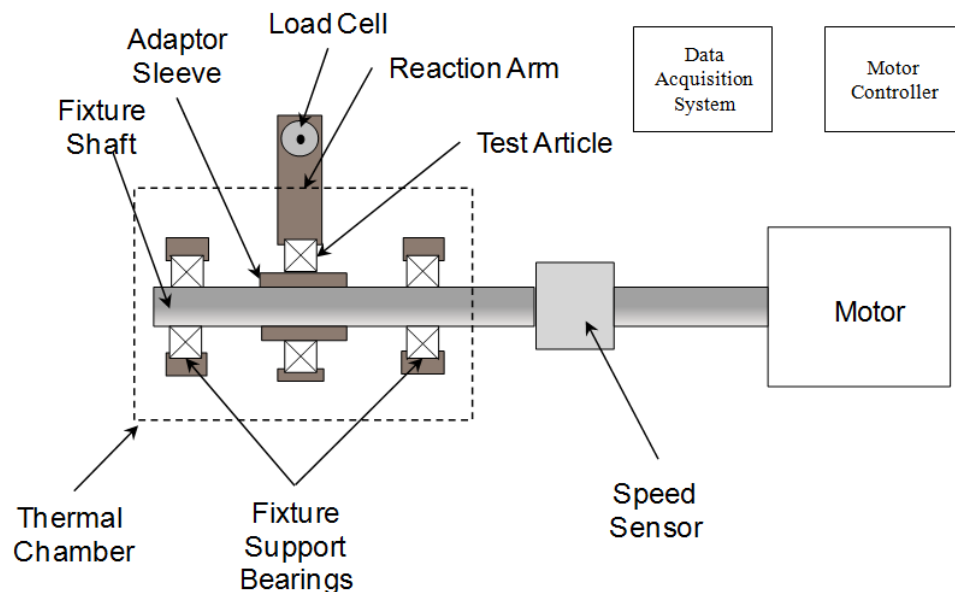 Load Cell
Adaptor
Sleeve
Reaction Arm
Data
Acquisition
System
Motor
Controller
Fixture
Shaft
Test Article
Motor
Thermal
Chamber
Fixture
Support
Bearings
Speed
Sensor